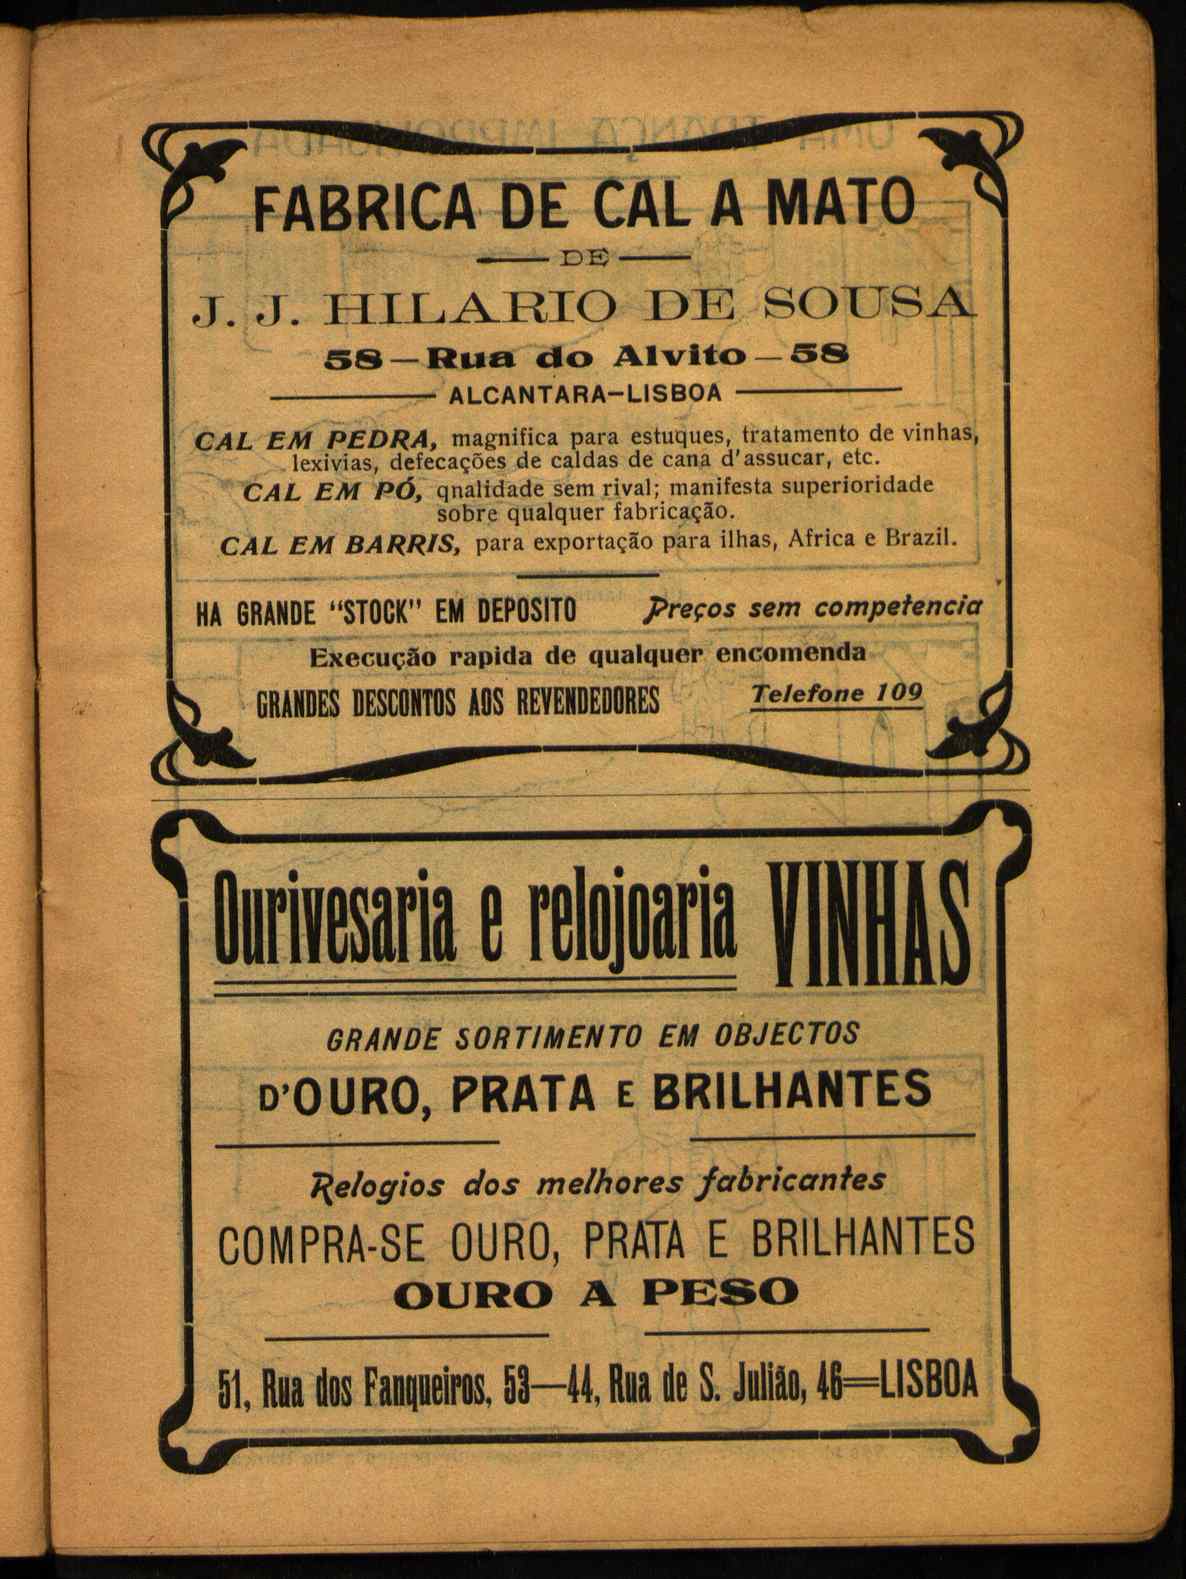 FABRICA DE CAL A MATO
DE
J. J. HILARIO DE SOUSA
58—Rua do Alvito—58
ALCANTARA—LISBOA
CAL EM PEDRA, magnifica para estuques, tratamento de vinhas,
lexivias, defecações de caldas de cana d'assucar, etc.
CAL EM PÓ, qnalidade sem rival; manifesta superioridade
sobre qualquer fabricação.
CAL EM BARRIS, para exportação para ilhas, Africa e Brazil.
HA GRANDE "STOCK" EM DEPOSITO Preços sem competencia
Execução rapida de qualquer encomenda
GRANDES DESCONTOS AOS REVENDEDORES Telefone 109
Ourivesaria e relojoaria VINHAS
GRANDE SORTIMENTO EM OBJECTOS
D'OURO, PRATA E BRILHANTES
Relogios dos melhores fabricantes
COMPRA-SE OURO, PRATA E BRILHANTES
OURO A PESO
51, Rua dos Fanqueiros, 53—44, Rua de S. Julião, 46=LISBOA